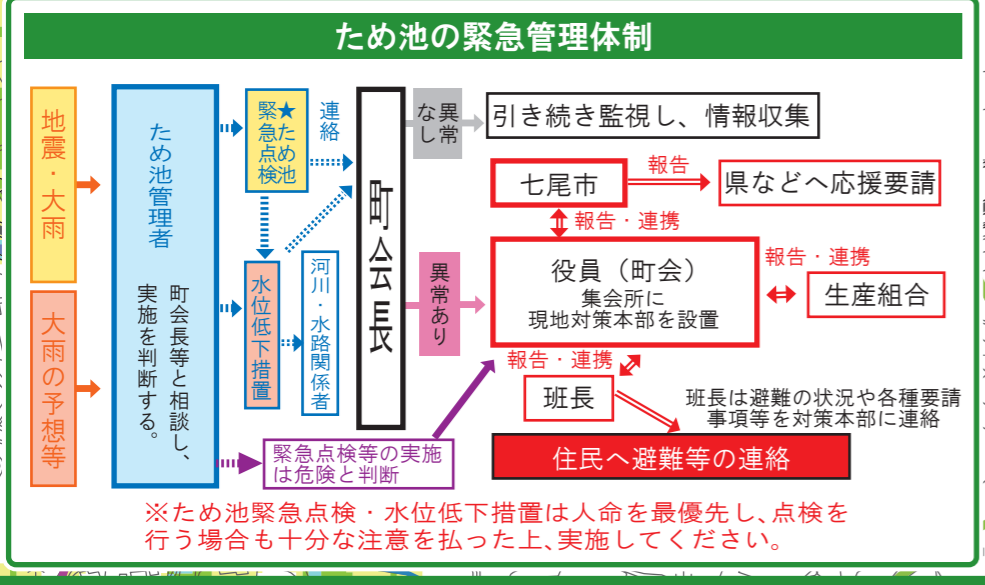 ため池の緊急管理体制
地震・大雨
大雨の予想等
ため池管理者
町会長等と相談し、
実施を判断する。
★ため池
緊急点検
連絡
水位低下措置
河川・水路関係者
緊急点検等の実施
は危険と判断
町会長
異常
なし
引き続き監視し、情報収集
異常あり
七尾市
報告
県などへ応援要請
報告・連携
役員（町会）
集会所に
現地対策本部を設置
報告・連携
生産組合
報告・連携
班長
班長は避難の状況や各種要請
事項等を対策本部に連絡
住民へ避難等の連絡
※ため池緊急点検・水位低下措置は人命を最優先し、点検を
行う場合も十分な注意を払った上、実施してください。